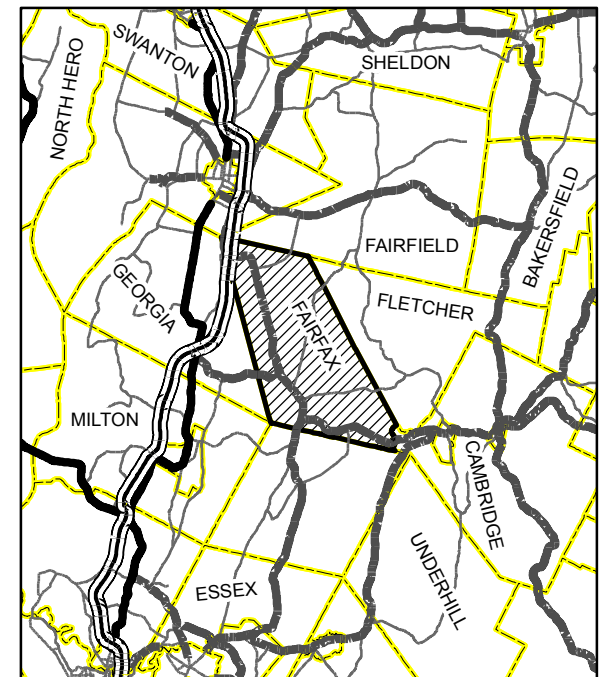 SWANTON
SHELDON
NORTH HERO
BAKERSFIELD
FAIRFIELD
GEORGIA
FLETCHER
FAIRFAX
MILTON
CAMBRIDGE
UNDERHILL
ESSEX